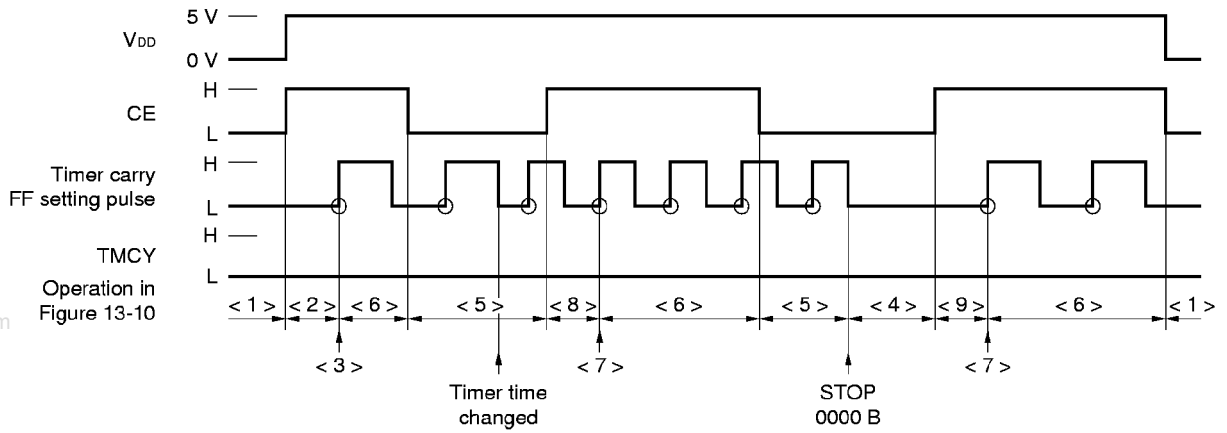 5 V
VDD
0 V
H
CE
L
H
Timer carry
FF setting pulse
L
H
TMCY
L
Operation in
Figure 13-10
< 1 > < 2 > < 6 > < 5 > < 8 > < 6 > < 5 > < 4 > < 9 > < 6 > < 1 >
m
< 3 > < 7 > < 7 >
Timer time
changed
STOP
0000 B